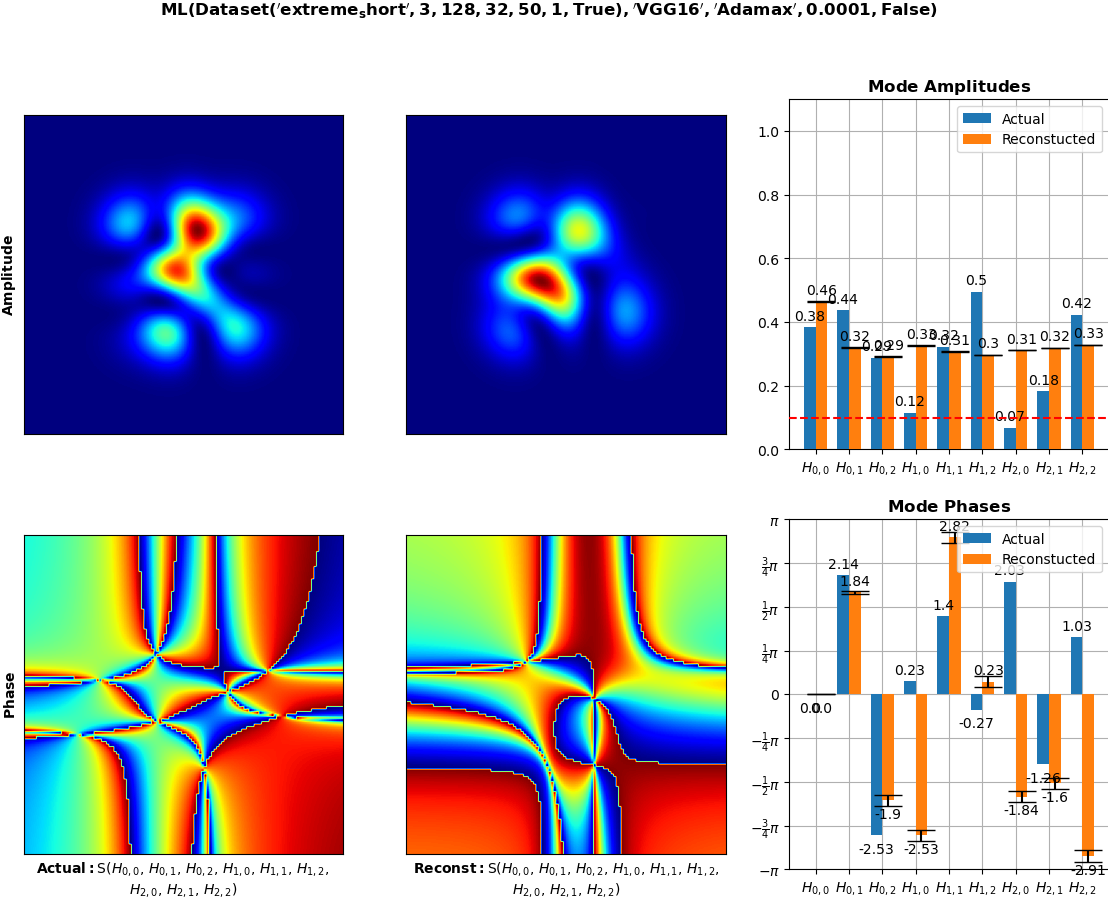 ML(Dataset('extreme_short', 3, 128, 32, 50, 1, True), 'VGG16', 'Adamax', 0.0001, False)
Amplitude
Mode Amplitudes
Actual
Reconstucted
1.0
0.8
0.6
0.4
0.2
0.0
0.38 0.46 0.44 0.32 0.29 0.29 0.12 0.33 0.32 0.31 0.5 0.3 0.07 0.31 0.18 0.32 0.42 0.33
H0,0 H0,1 H0,2 H1,0 H1,1 H1,2 H2,0 H2,1 H2,2
Phase
Mode Phases
Actual
Reconstucted
π
3/4π
1/2π
1/4π
0
−1/4π
−1/2π
−3/4π
−π
0.0 0.0 2.14 1.84 -2.53 -1.9 0.23 -2.53 1.4 2.82 -0.27 0.23 2.03 -1.84 -1.26 -1.6 1.03 -2.91
H0,0 H0,1 H0,2 H1,0 H1,1 H1,2 H2,0 H2,1 H2,2
Actual: S(H0,0, H0,1, H0,2, H1,0, H1,1, H1,2,
H2,0, H2,1, H2,2)
Reconst: S(H0,0, H0,1, H0,2, H1,0, H1,1, H1,2,
H2,0, H2,1, H2,2)